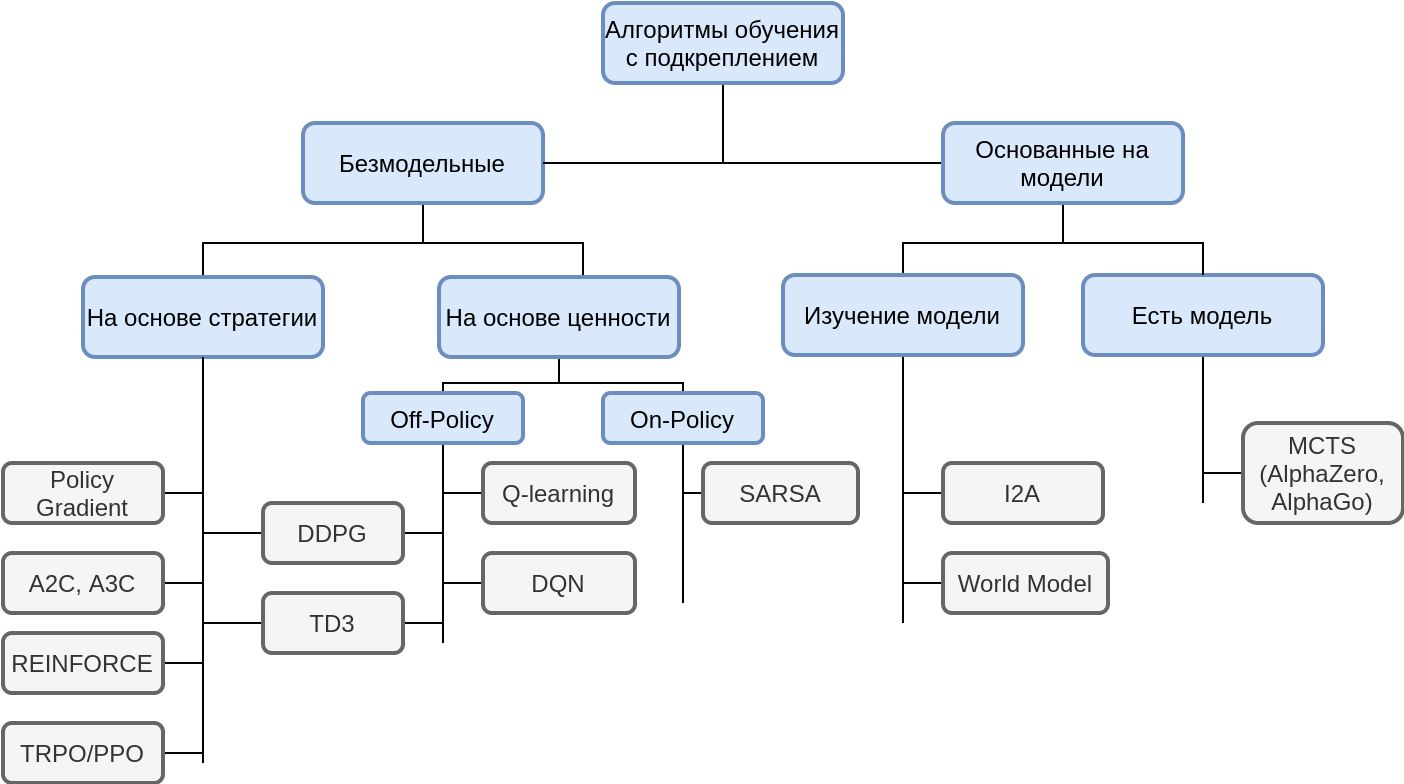 Алгоритмы обучения
с подкреплением
Безмодельные
Основанные на
модели
На основе стратегии
На основе ценности
Изучение модели
Есть модель
Off-Policy
On-Policy
Policy
Gradient
DDPG
Q-learning
SARSA
I2A
MCTS
(AlphaZero,
AlphaGo)
A2C, A3C
TD3
DQN
World Model
REINFORCE
TRPO/PPO